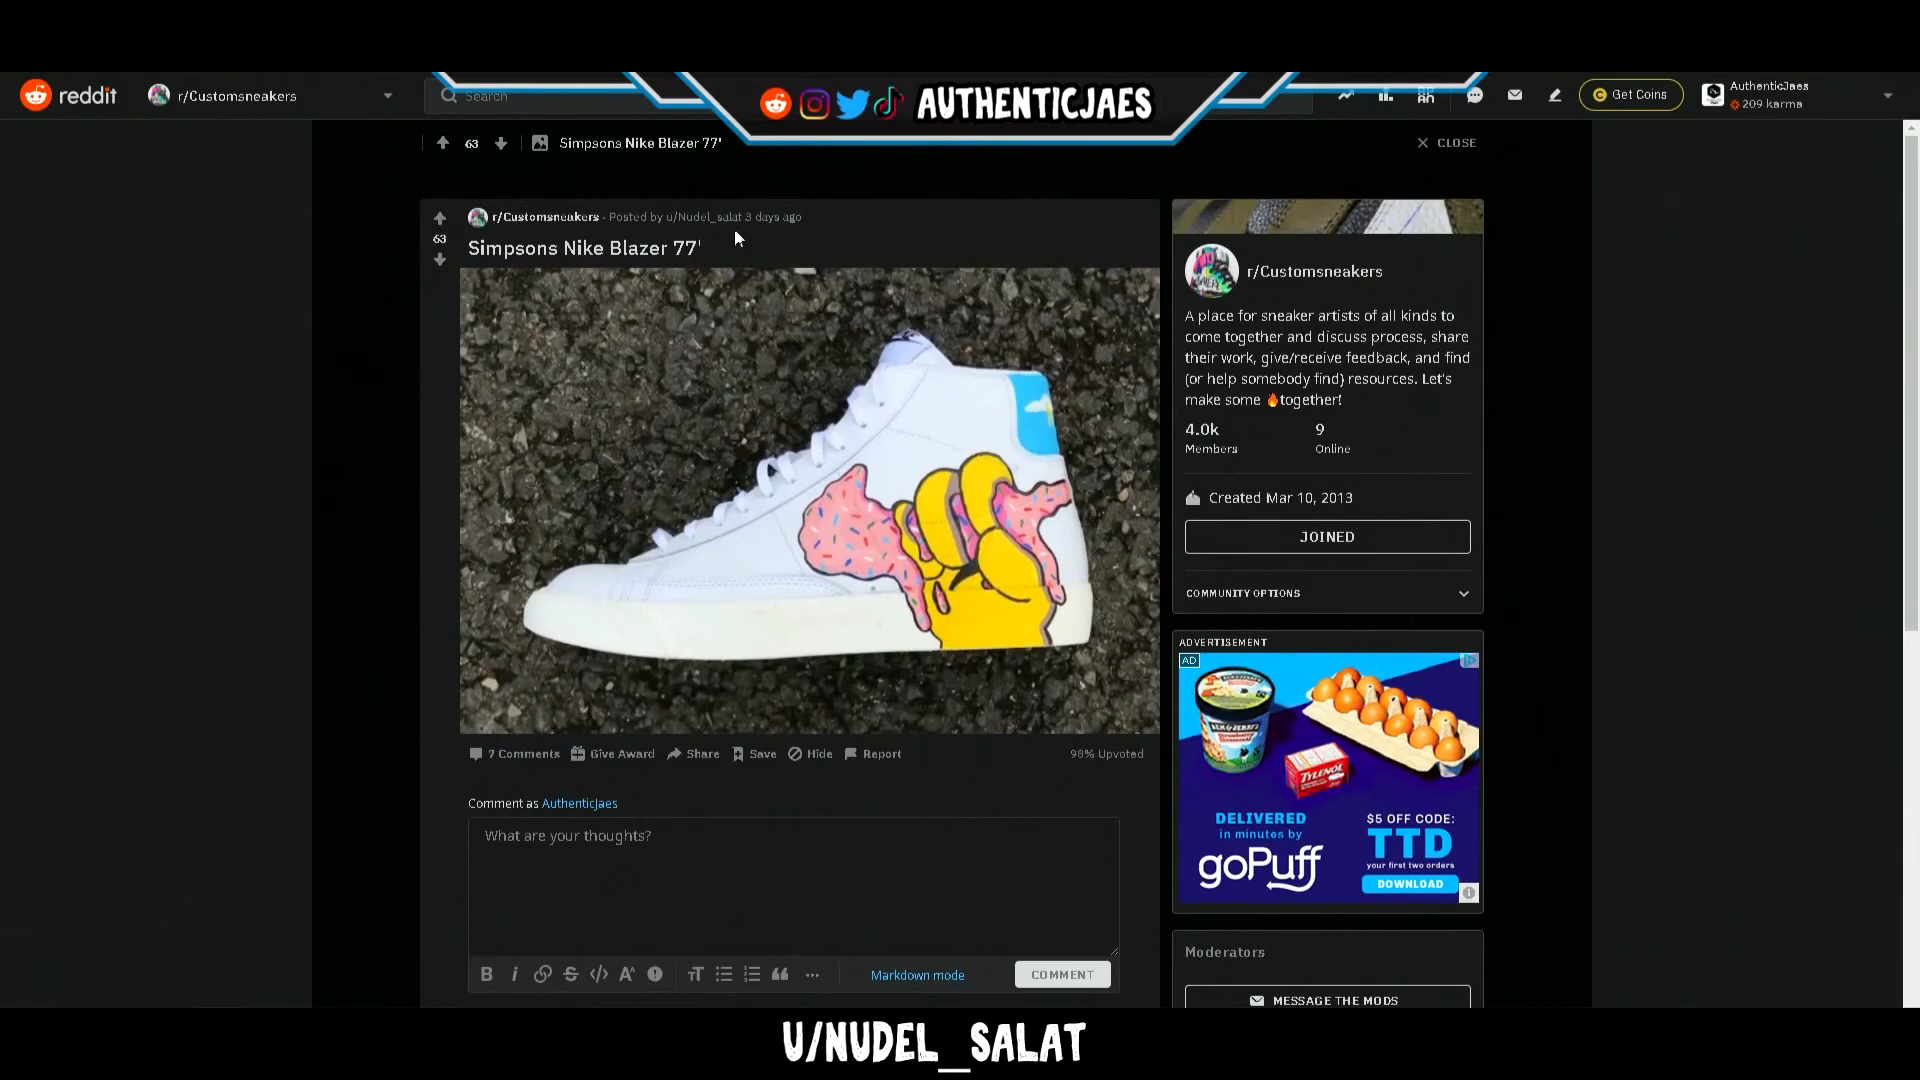 reddit
r/Customsneakers
Search
AUTHENTICJAES
Get Coins
AuthenticJaes
209 karma
63
Simpsons Nike Blazer 77'
CLOSE
r/Customsneakers · Posted by u/Nudel_salat 3 days ago
63
Simpsons Nike Blazer 77'
7 Comments
Give Award
Share
Save
Hide
Report
98% Upvoted
Comment as AuthenticJaes
What are your thoughts?
Markdown mode
COMMENT
r/Customsneakers
A place for sneaker artists of all kinds to
come together and discuss process, share
their work, give/receive feedback, and find
(or help somebody find) resources. Let's
make some 🔥together!
4.0k
Members
9
Online
Created Mar 10, 2013
JOINED
COMMUNITY OPTIONS
ADVERTISEMENT
AD
BEN & JERRY'S
TYLENOL
DELIVERED
in minutes by
goPuff
$5 OFF CODE:
TTD
your first two orders
DOWNLOAD
Moderators
MESSAGE THE MODS
U/NUDEL_SALAT